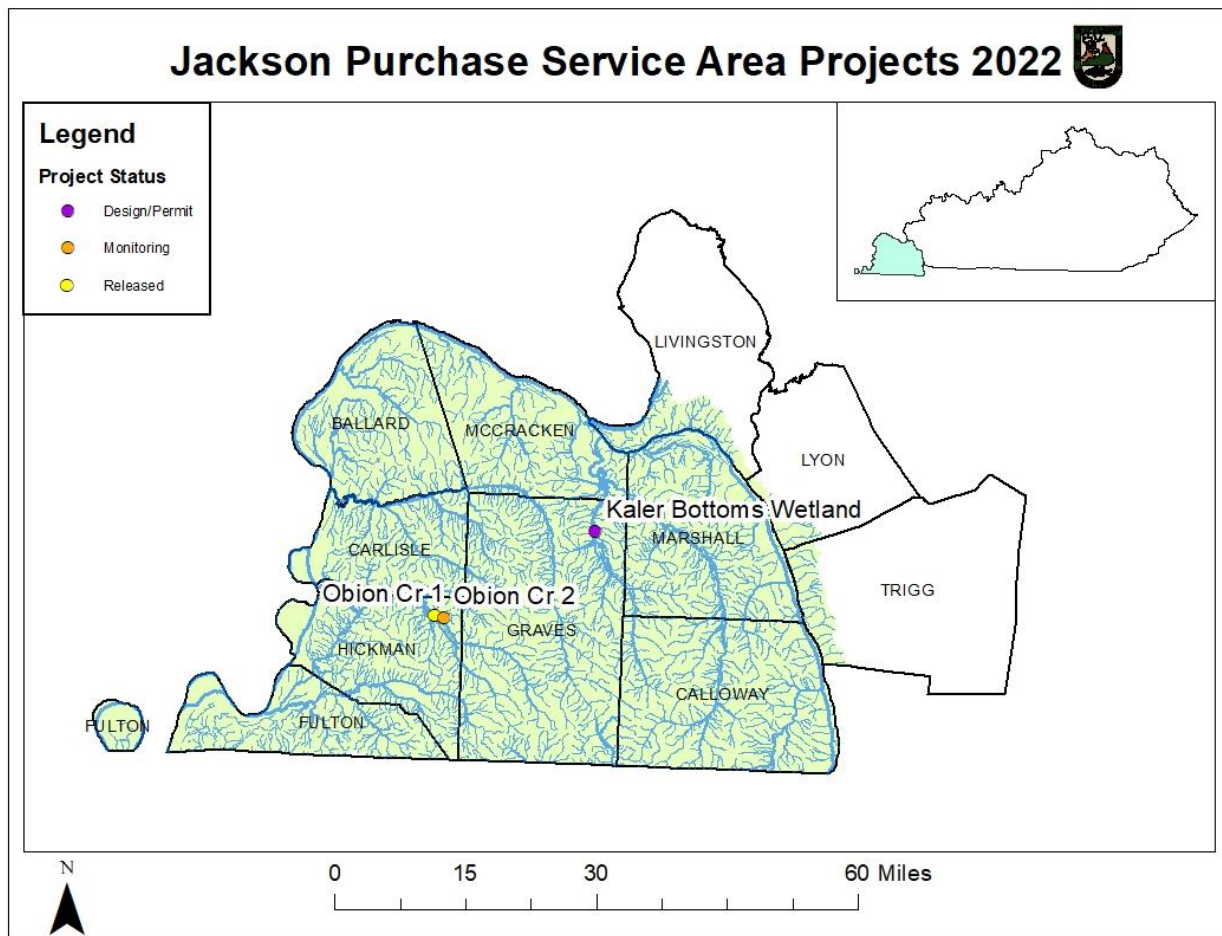 Jackson Purchase Service Area Projects 2022
Legend
Project Status
Design/Permit
Monitoring
Released
LIVINGSTON
BALLARD
MCCRACKEN
LYON
Kaler Bottoms Wetland
MARSHALL
CARLISLE
TRIGG
Obion Cr 1
Obion Cr 2
GRAVES
HICKMAN
CALLOWAY
FULTON
FULTON
N
0 15 30 60 Miles